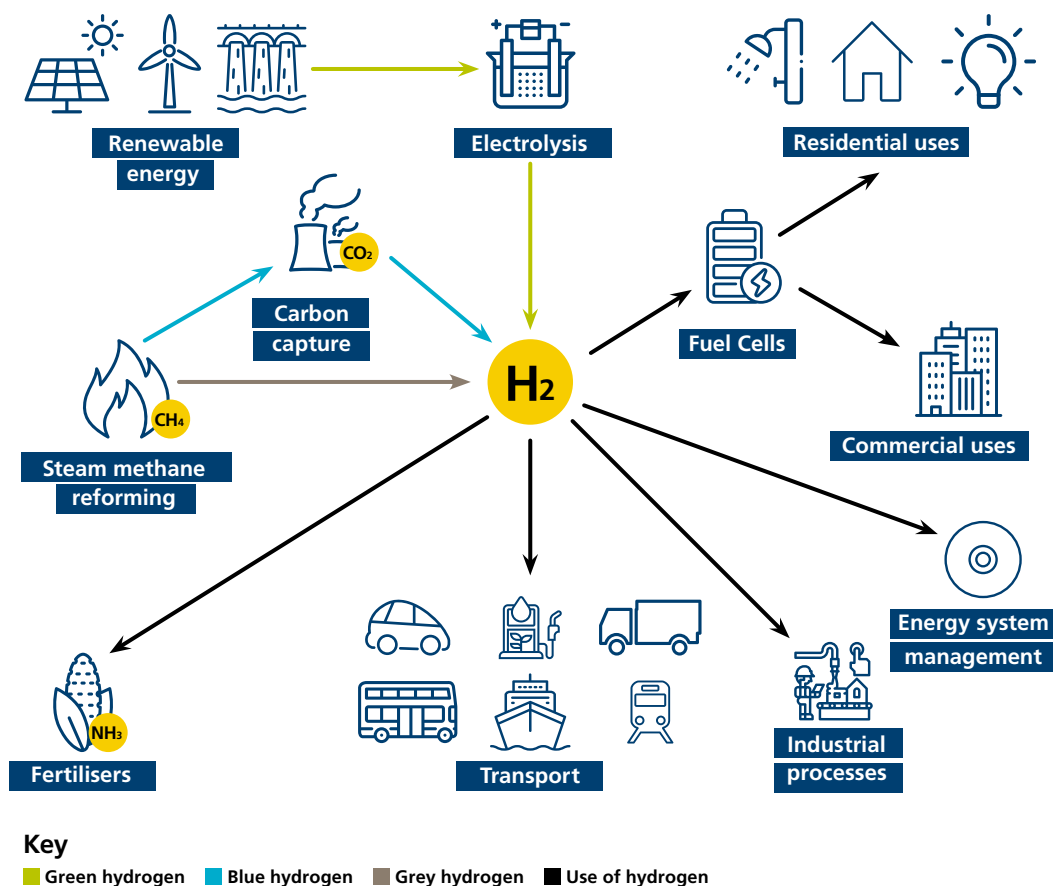 Renewable
energy
Electrolysis
Residential uses
CO₂
Carbon
capture
Fuel Cells
H₂
CH₄
Steam methane
reforming
Commercial uses
Energy system
management
NH₃
Fertilisers
Transport
Industrial
processes
Key
Green hydrogen Blue hydrogen Grey hydrogen Use of hydrogen